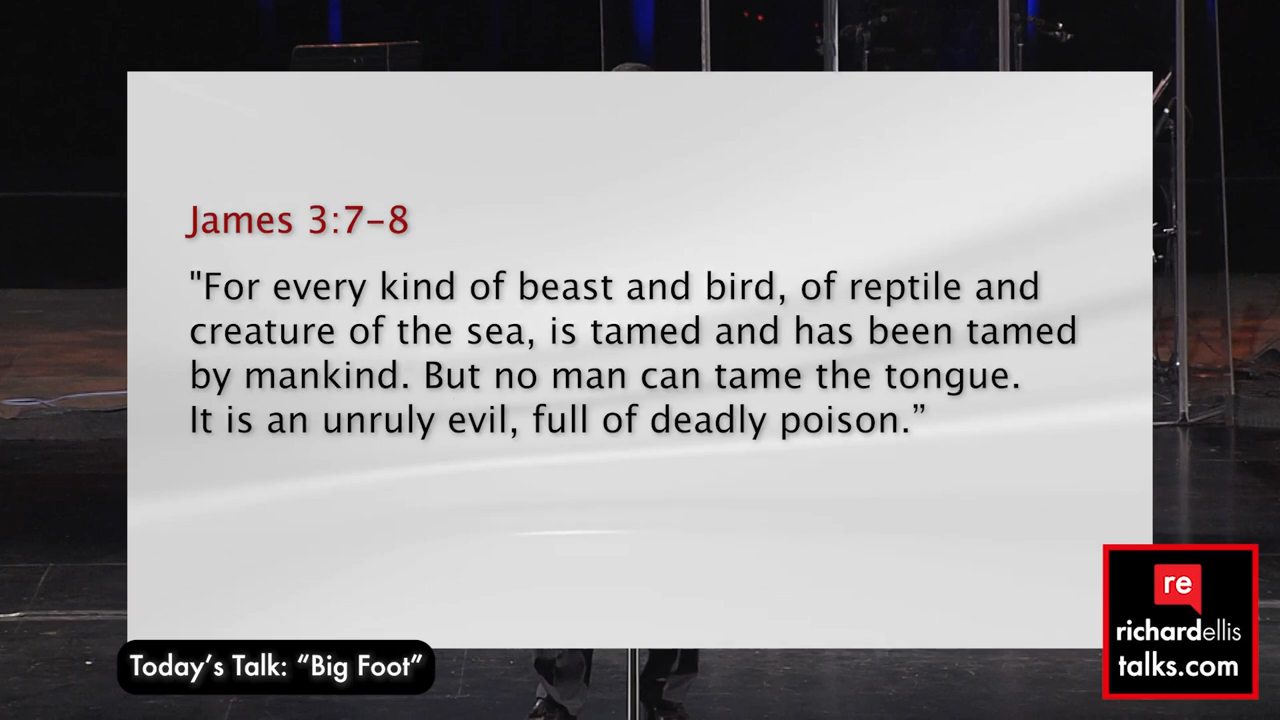 James 3:7–8
"For every kind of beast and bird, of reptile and
creature of the sea, is tamed and has been tamed
by mankind. But no man can tame the tongue.
It is an unruly evil, full of deadly poison.”
Today’s Talk: “Big Foot”
re
richardellis
talks.com